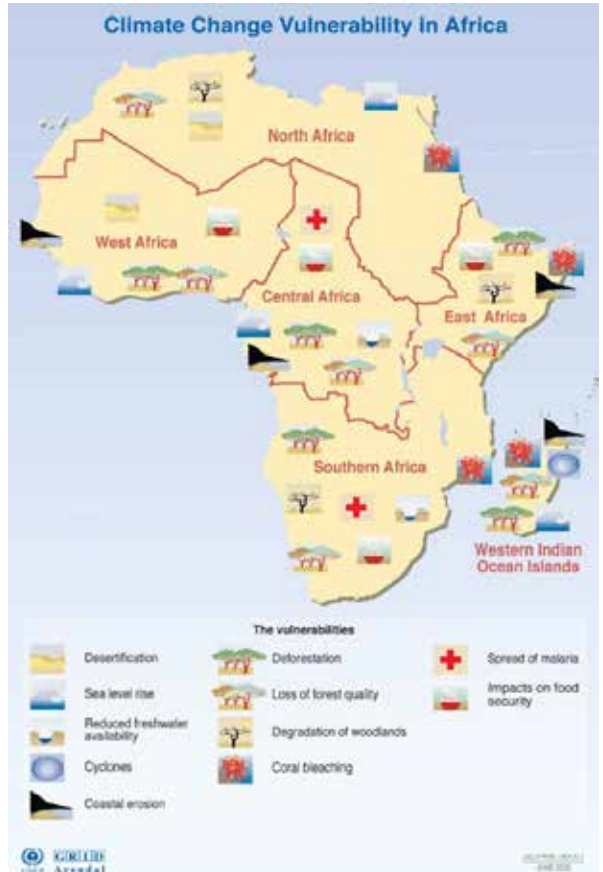 Climate Change Vulnerability in Africa
North Africa
West Africa
Central Africa
East Africa
Southern Africa
Western Indian
Ocean Islands
The vulnerabilities
Desertification
Sea level rise
Reduced freshwater
availability
Cyclones
Coastal erosion
Deforestation
Loss of forest quality
Degradation of woodlands
Coral bleaching
Spread of malaria
Impacts on food
security
GRID
Arendal